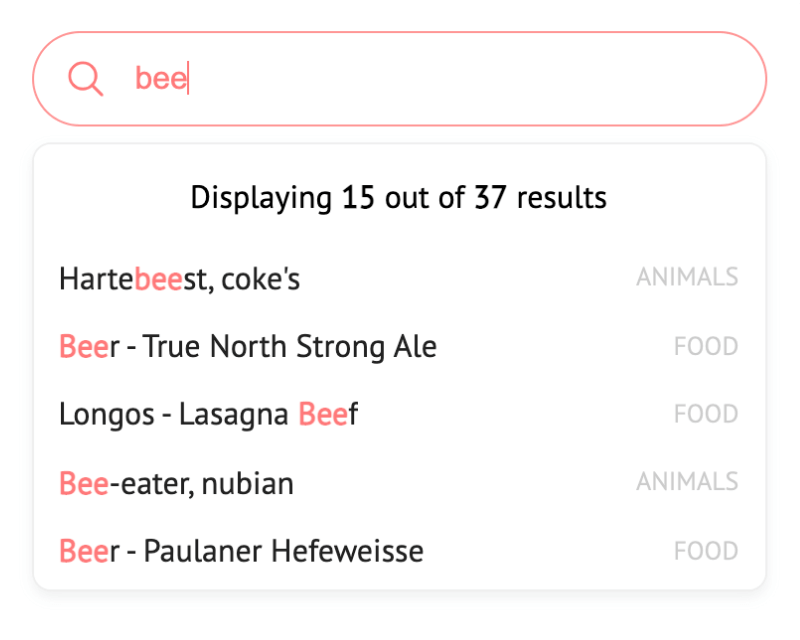 bee
Displaying 15 out of 37 results
Hartebeest, coke's ANIMALS
Beer - True North Strong Ale FOOD
Longos - Lasagna Beef FOOD
Bee-eater, nubian ANIMALS
Beer - Paulaner Hefeweisse FOOD